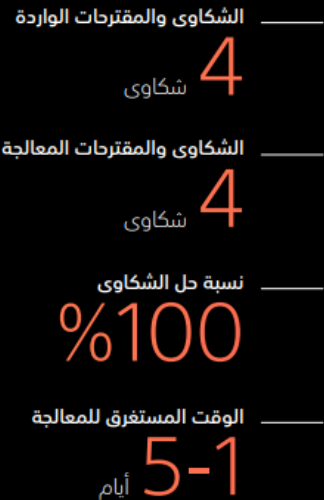 الشكاوى والمقترحات الواردة
4 شكاوى
الشكاوى والمقترحات المعالجة
4 شكاوى
نسبة حل الشكاوى
%100
الوقت المستغرق للمعالجة
5-1 أيام